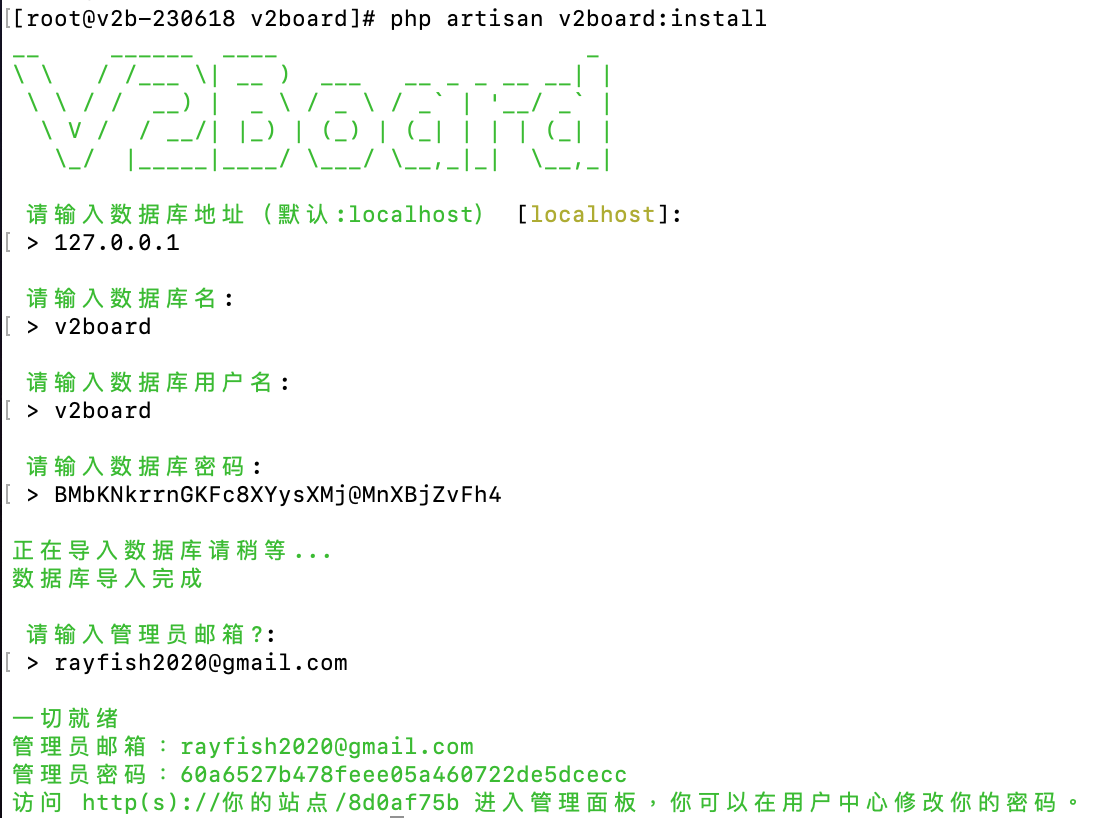 [root@v2b-230618 v2board]# php artisan v2board:install
__     ______  ____                      _
\ \   / /___ \| __ )  ___   __ _ _ __ __| |
 \ \ / /  __) |  _ \ / _ \ / _` | '__/ _` |
  \ V /  / __/| |_) | (_) | (_| | | | (_| |
   \_/  |_____|____/ \___/ \__,_|_|  \__,_|
请输入数据库地址（默认:localhost） [localhost]:
> 127.0.0.1
请输入数据库名:
> v2board
请输入数据库用户名:
> v2board
请输入数据库密码:
> BMbKNkrrnGKFc8XYysXMj@MnXBjZvFh4
正在导入数据库请稍等...
数据库导入完成
请输入管理员邮箱?:
> rayfish2020@gmail.com
一切就绪
管理员邮箱：rayfish2020@gmail.com
管理员密码：60a6527b478feee05a460722de5dcecc
访问 http(s)://你的站点/8d0af75b 进入管理面板，你可以在用户中心修改你的密码。